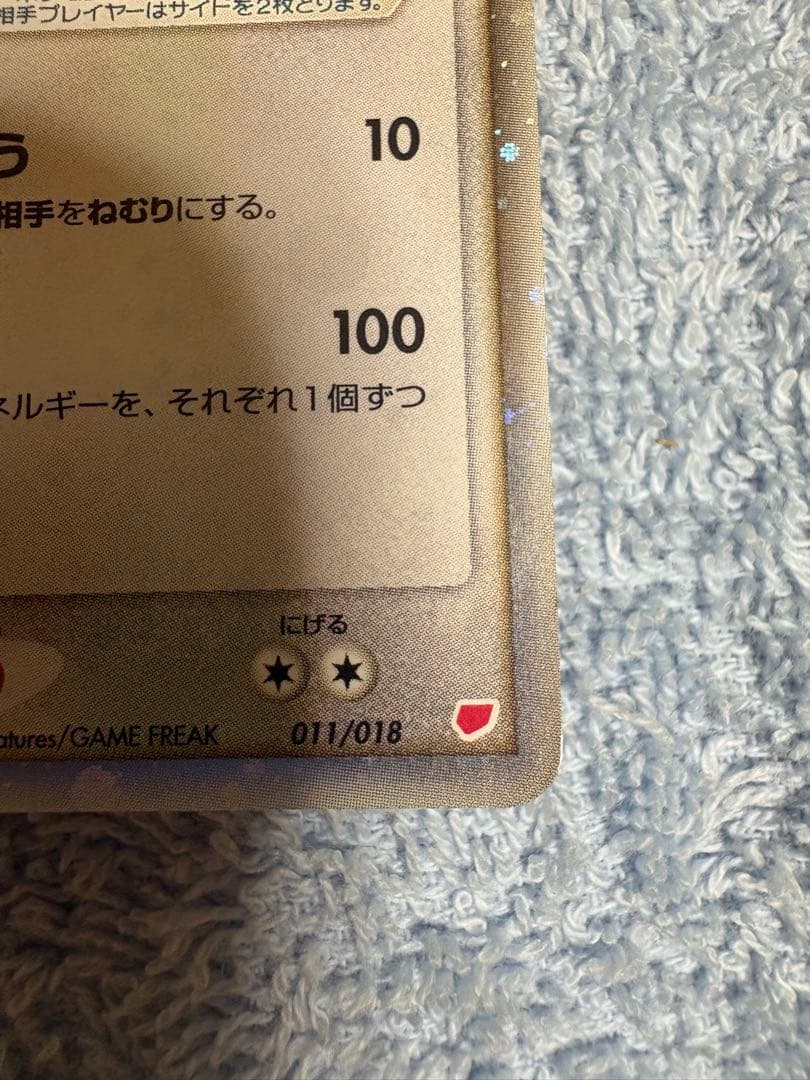 相手プレイヤーはサイドを2枚とります。
う 10
相手をねむりにする。
100
ネルギーを、それぞれ1個ずつ
にげる
atures/GAME FREAK 011/018